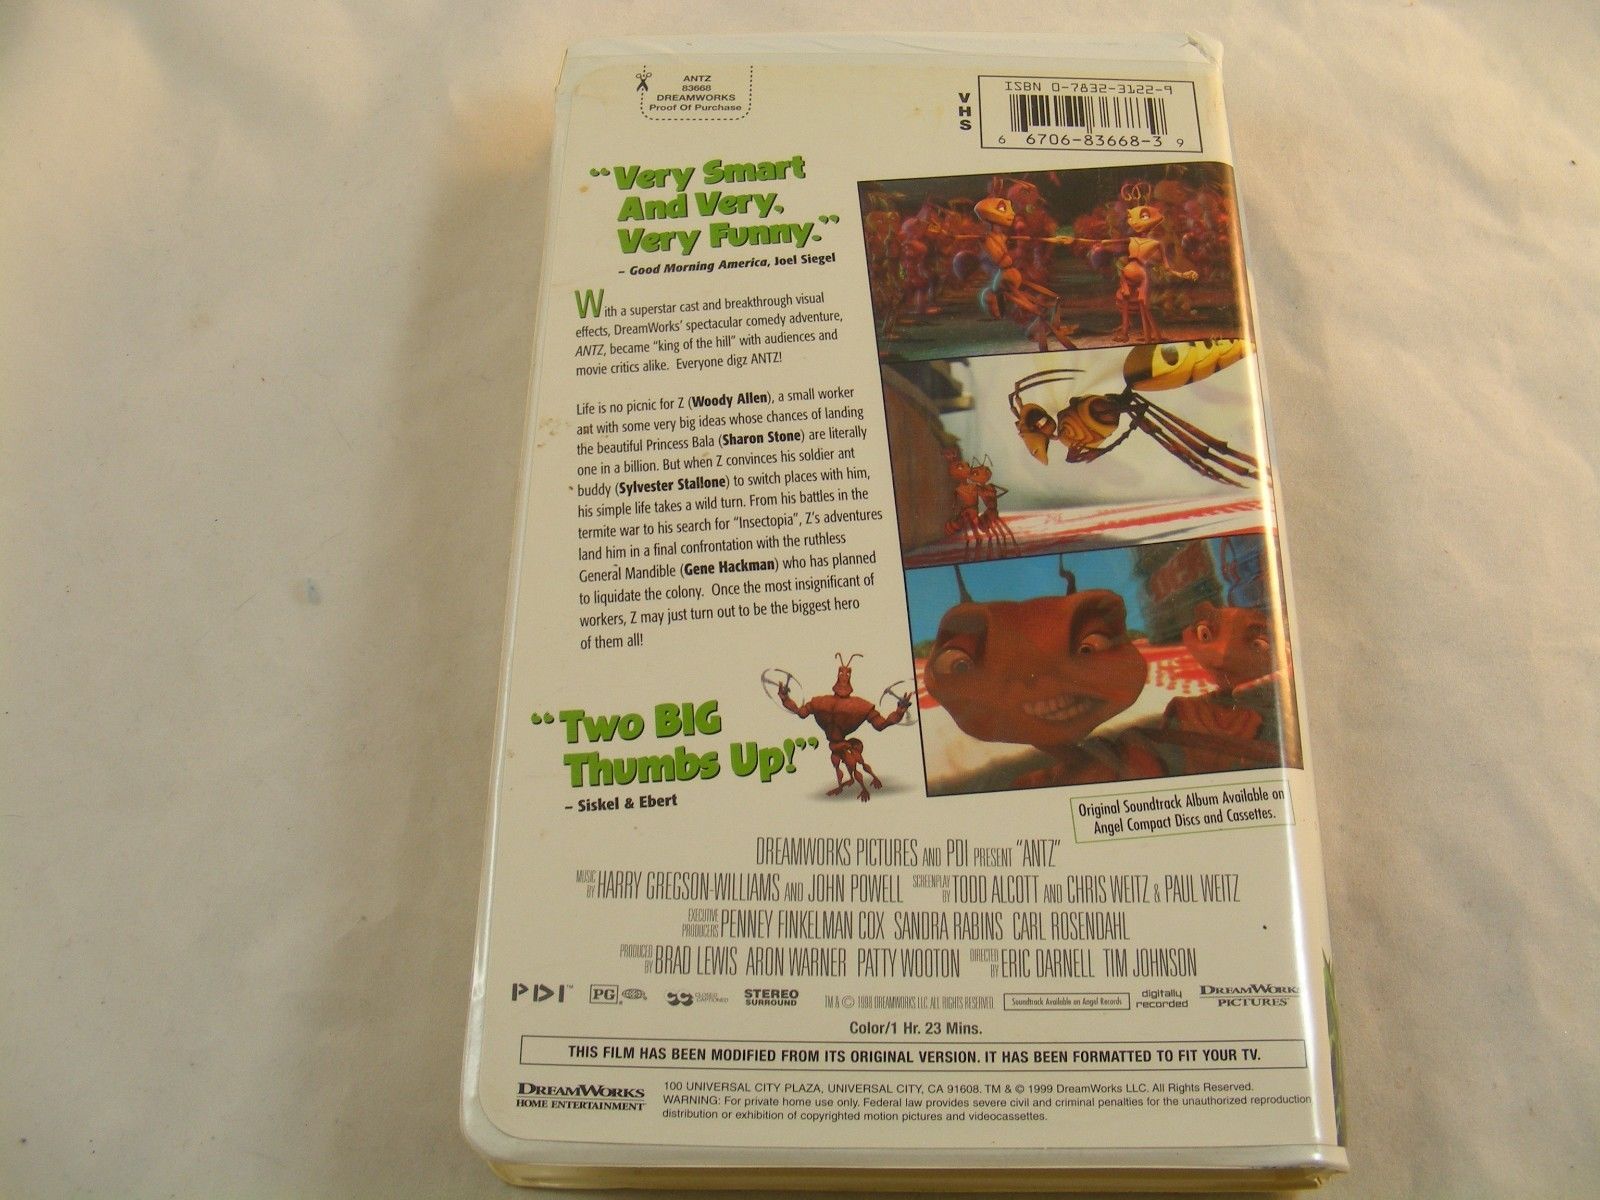 ANTZ
83668
DREAMWORKS
Proof Of Purchase
VHS
ISBN 0-7832-3122-9
6 6706-83668-3 9
“Very Smart
And Very,
Very Funny.”
– Good Morning America, Joel Siegel
With a superstar cast and breakthrough visual
effects, DreamWorks' spectacular comedy adventure,
ANTZ, became “king of the hill” with audiences and
movie critics alike. Everyone digz ANTZ!
Life is no picnic for Z (Woody Allen), a small worker
ant with some very big ideas whose chances of landing
the beautiful Princess Bala (Sharon Stone) are literally
one in a billion. But when Z convinces his soldier ant
buddy (Sylvester Stallone) to switch places with him,
his simple life takes a wild turn. From his battles in the
termite war to his search for “Insectopia”, Z's adventures
land him in a final confrontation with the ruthless
General Mandible (Gene Hackman) who has planned
to liquidate the colony. Once the most insignificant of
workers, Z may just turn out to be the biggest hero
of them all!
“Two BIG
Thumbs Up!”
– Siskel & Ebert
Original Soundtrack Album Available on
Angel Compact Discs and Cassettes.
DREAMWORKS PICTURES AND PDI PRESENT “ANTZ”
MUSIC BY HARRY GREGSON-WILLIAMS AND JOHN POWELL SCREENPLAY BY TODD ALCOTT AND CHRIS WEITZ & PAUL WEITZ
EXECUTIVE PRODUCERS PENNEY FINKELMAN COX SANDRA RABINS CARL ROSENDAHL
PRODUCED BY BRAD LEWIS ARON WARNER PATTY WOOTON DIRECTED BY ERIC DARNELL TIM JOHNSON
PDI PG CC CLOSED CAPTIONED STEREO SURROUND TM & © 1998 DREAMWORKS LLC ALL RIGHTS RESERVED. Soundtrack Available on Angel Records digitally recorded DREAMWORKS PICTURES
Color/1 Hr. 23 Mins.
THIS FILM HAS BEEN MODIFIED FROM ITS ORIGINAL VERSION. IT HAS BEEN FORMATTED TO FIT YOUR TV.
DREAMWORKS
HOME ENTERTAINMENT
100 UNIVERSAL CITY PLAZA, UNIVERSAL CITY, CA 91608. TM & © 1999 DreamWorks LLC. All Rights Reserved.
WARNING: For private home use only. Federal law provides severe civil and criminal penalties for the unauthorized reproduction
distribution or exhibition of copyrighted motion pictures and videocassettes.